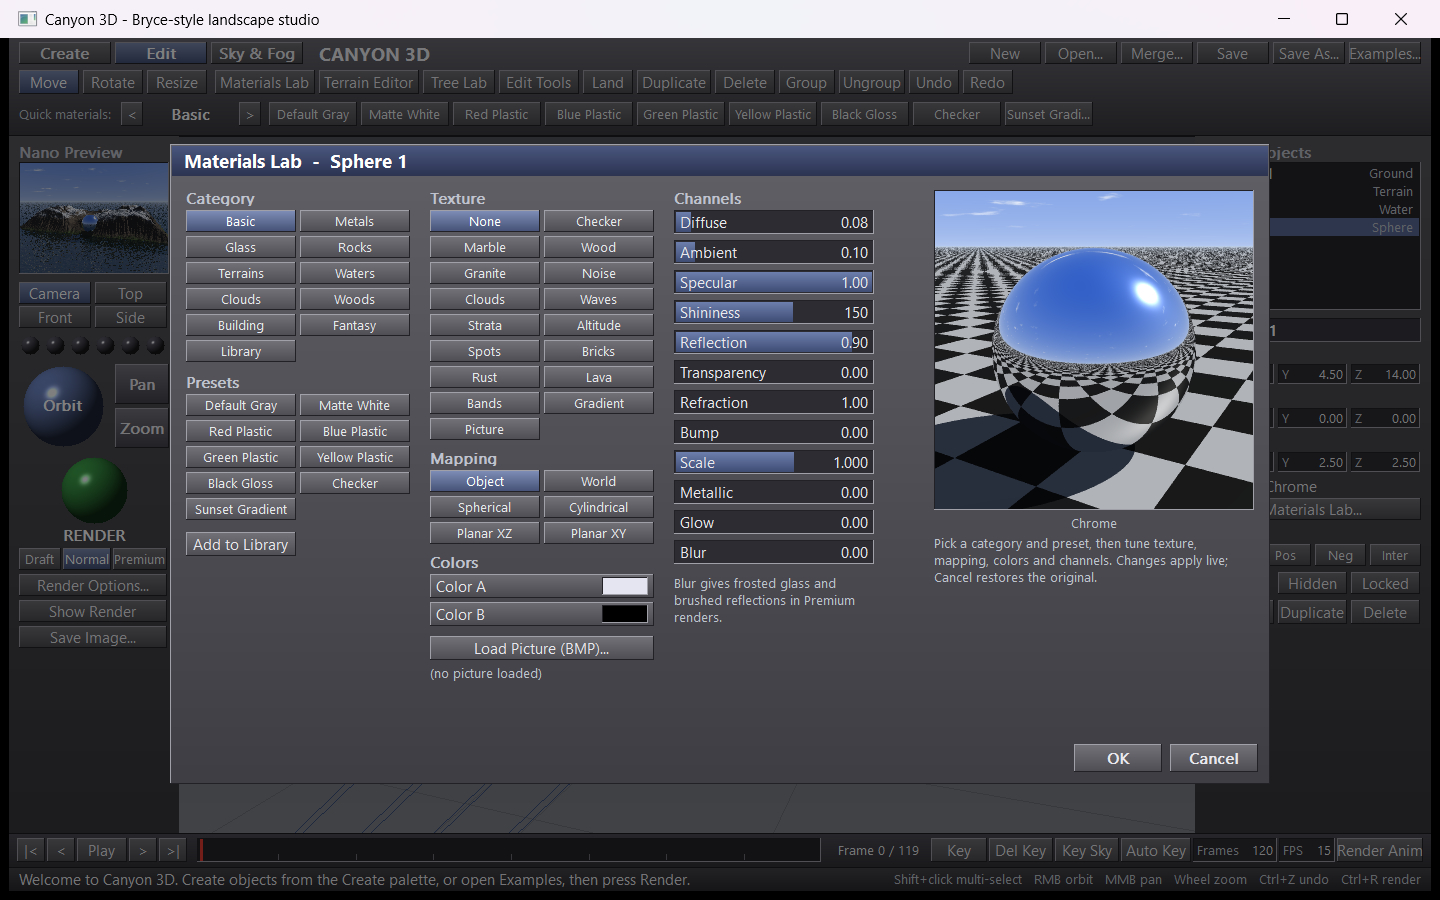 Canyon 3D - Bryce-style landscape studio
Create Edit Sky & Fog CANYON 3D New Open... Merge... Save Save As... Examples...
Move Rotate Resize Materials Lab Terrain Editor Tree Lab Edit Tools Land Duplicate Delete Group Ungroup Undo Redo
Quick materials: < Basic > Default Gray Matte White Red Plastic Blue Plastic Green Plastic Yellow Plastic Black Gloss Checker Sunset Gradi...
Nano Preview
Camera Top
Front Side
Orbit
Pan
Zoom
RENDER
Draft Normal Premium
Render Options...
Show Render
Save Image...
Materials Lab - Sphere 1
Category
Basic Metals
Glass Rocks
Terrains Waters
Clouds Woods
Building Fantasy
Library
Presets
Default Gray Matte White
Red Plastic Blue Plastic
Green Plastic Yellow Plastic
Black Gloss Checker
Sunset Gradient
Add to Library
Texture
None Checker
Marble Wood
Granite Noise
Clouds Waves
Strata Altitude
Spots Bricks
Rust Lava
Bands Gradient
Picture
Mapping
Object World
Spherical Cylindrical
Planar XZ Planar XY
Colors
Color A
Color B
Load Picture (BMP)...
(no picture loaded)
Channels
Diffuse 0.08
Ambient 0.10
Specular 1.00
Shininess 150
Reflection 0.90
Transparency 0.00
Refraction 1.00
Bump 0.00
Scale 1.000
Metallic 0.00
Glow 0.00
Blur 0.00
Blur gives frosted glass and
brushed reflections in Premium
renders.
Chrome
Pick a category and preset, then tune texture,
mapping, colors and channels. Changes apply live;
Cancel restores the original.
OK Cancel
bjects
Ground
Terrain
Water
Sphere
1
Y 4.50 Z 14.00
Y 0.00 Z 0.00
Y 2.50 Z 2.50
Chrome
Materials Lab...
Pos Neg Inter
Hidden Locked
Duplicate Delete
|< < Play > >| Frame 0 / 119 Key Del Key Key Sky Auto Key Frames 120 FPS 15 Render Anim
Welcome to Canyon 3D. Create objects from the Create palette, or open Examples, then press Render. Shift+click multi-select RMB orbit MMB pan Wheel zoom Ctrl+Z undo Ctrl+R render